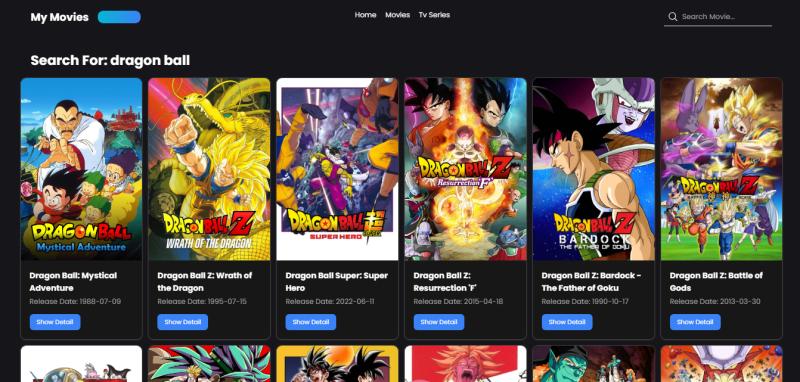 My Movies
Home Movies Tv Series
Search Movie...
Search For: dragon ball
DRAGON BALL
Mystical Adventure
DRAGON BALL Z
WRATH OF THE DRAGON
DRAGON BALL 超
SUPER
SUPER HERO
DRAGON BALL Z
Resurrection 'F'
DRAGON BALL Z
BARDOCK
THE FATHER OF GOKU
DRAGON BALL Z
Dragon Ball: Mystical
Adventure
Release Date: 1988-07-09
Show Detail
Dragon Ball Z: Wrath of
the Dragon
Release Date: 1995-07-15
Show Detail
Dragon Ball Super: Super
Hero
Release Date: 2022-06-11
Show Detail
Dragon Ball Z:
Resurrection 'F'
Release Date: 2015-04-18
Show Detail
Dragon Ball Z: Bardock -
The Father of Goku
Release Date: 1990-10-17
Show Detail
Dragon Ball Z: Battle of
Gods
Release Date: 2013-03-30
Show Detail